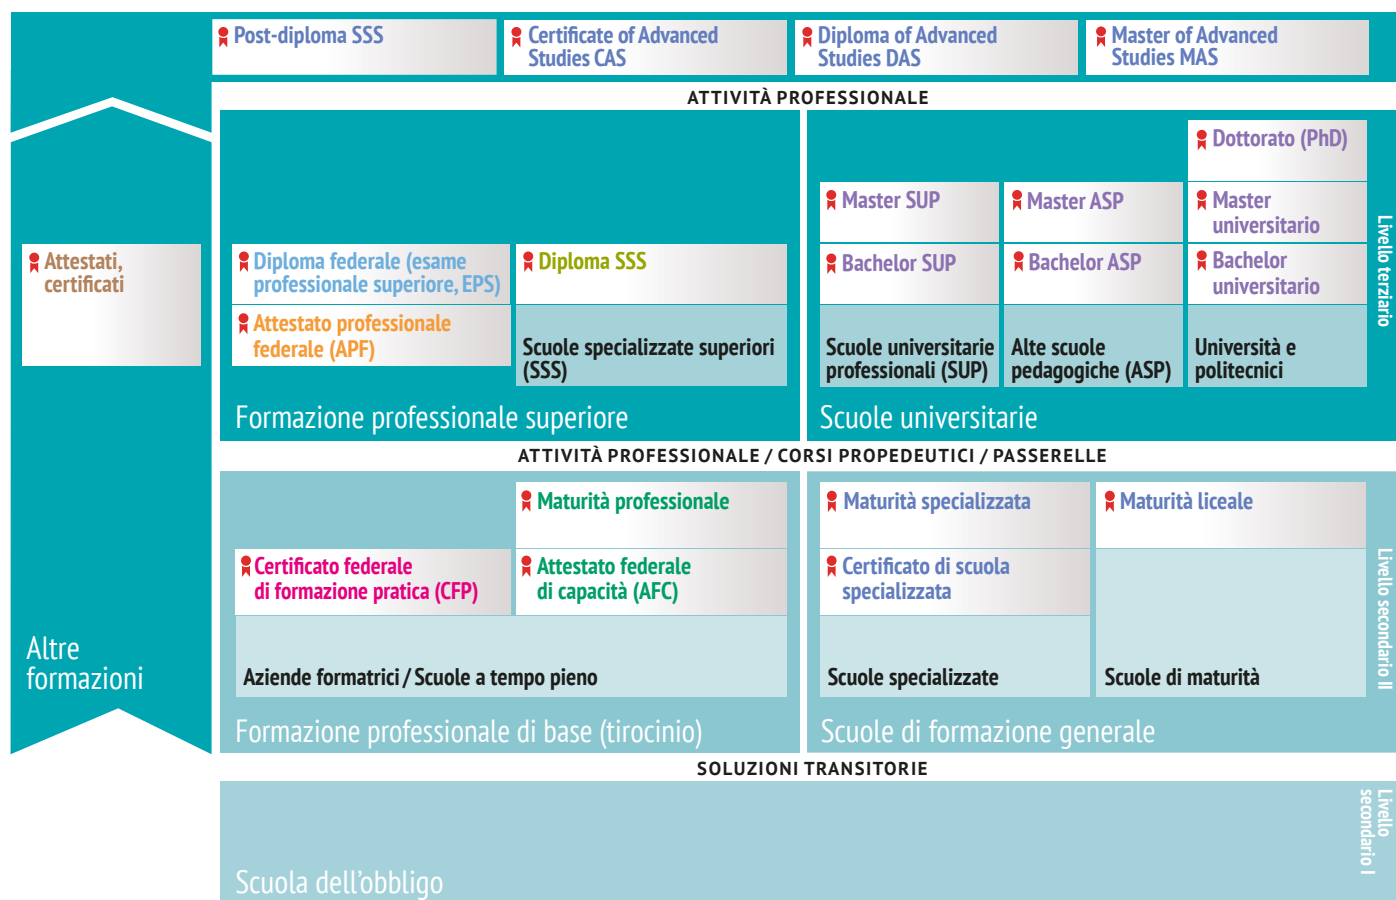 Post-diploma SSS
Certificate of Advanced
Studies CAS
Diploma of Advanced
Studies DAS
Master of Advanced
Studies MAS
ATTIVITÀ PROFESSIONALE
Dottorato (PhD)
Master SUP
Master ASP
Master
universitario
Attestati,
certificati
Diploma federale (esame
professionale superiore, EPS)
Diploma SSS
Bachelor SUP
Bachelor ASP
Bachelor
universitario
Livello terziario
Attestato professionale
federale (APF)
Scuole specializzate superiori
(SSS)
Scuole universitarie
professionali (SUP)
Alte scuole
pedagogiche (ASP)
Università e
politecnici
Formazione professionale superiore
Scuole universitarie
ATTIVITÀ PROFESSIONALE / CORSI PROPEDEUTICI / PASSERELLE
Maturità professionale
Maturità specializzata
Maturità liceale
Certificato federale
di formazione pratica (CFP)
Attestato federale
di capacità (AFC)
Certificato di scuola
specializzata
Livello secondario II
Altre
formazioni
Aziende formatrici / Scuole a tempo pieno
Scuole specializzate
Scuole di maturità
Formazione professionale di base (tirocinio)
Scuole di formazione generale
SOLUZIONI TRANSITORIE
Livello
secondario I
Scuola dell'obbligo